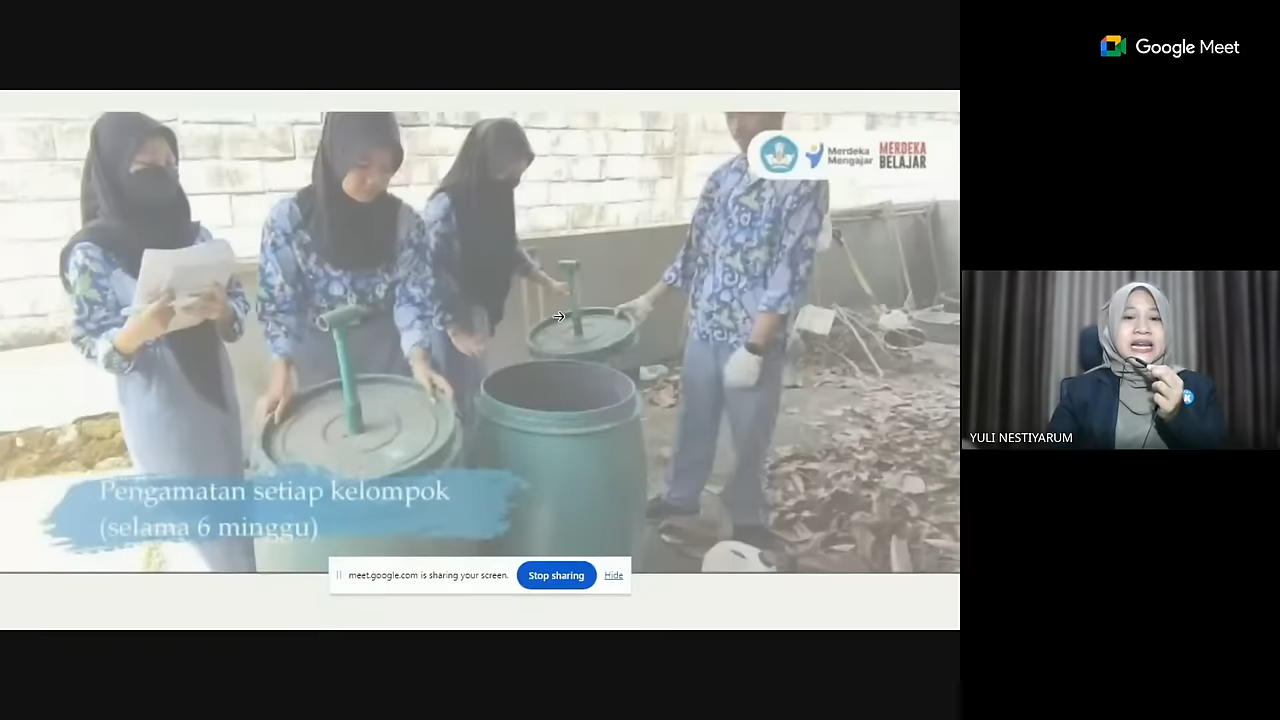 Google Meet
Merdeka
Mengajar
MERDEKA
BELAJAR
Pengamatan setiap kelompok
(selama 6 minggu)
meet.google.com is sharing your screen.
Stop sharing
Hide
YULI NESTIYARUM